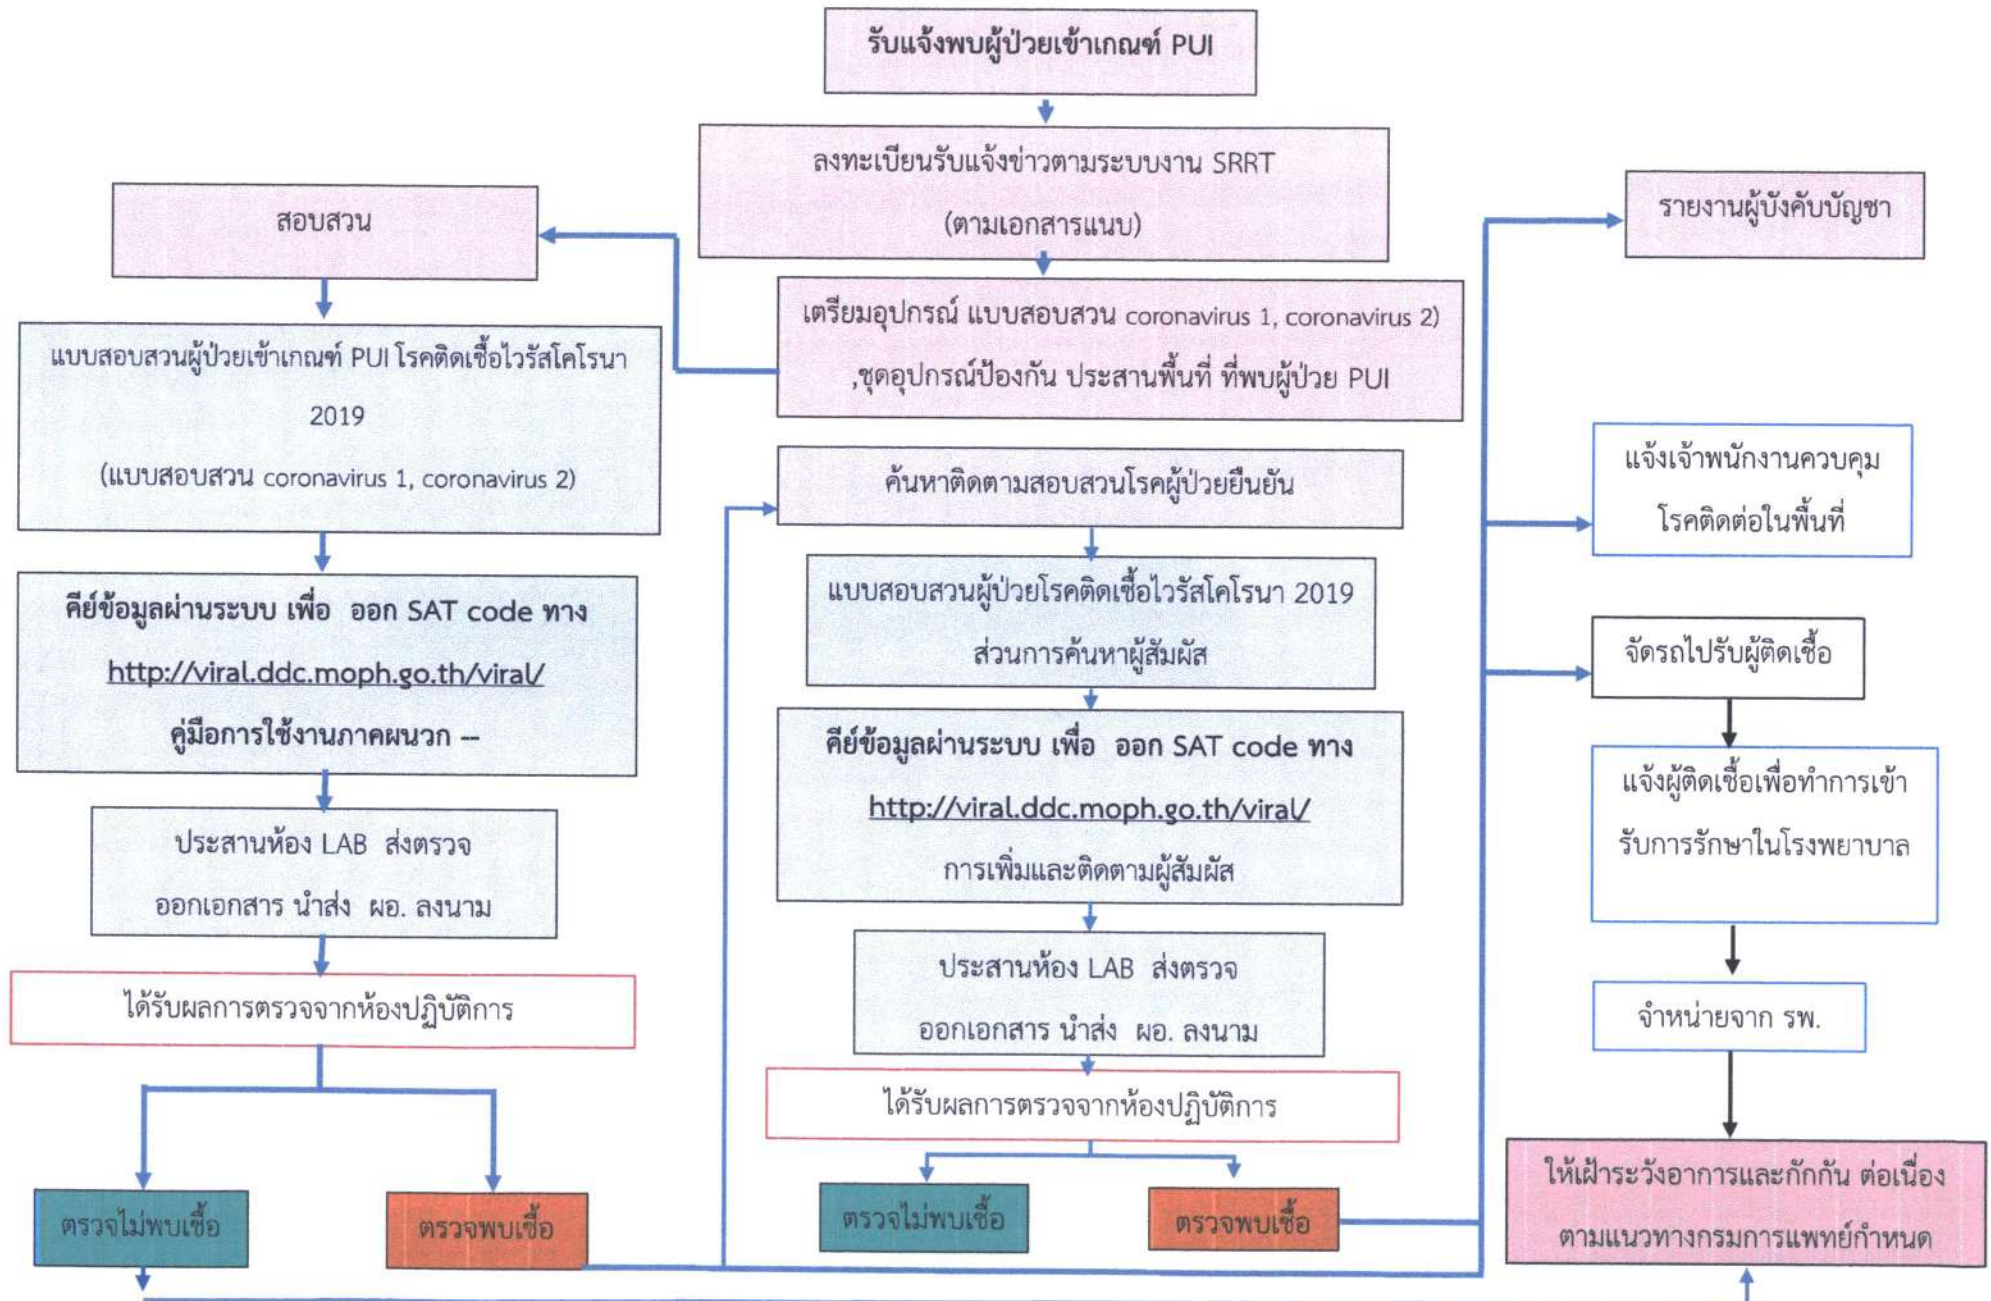 รับแจ้งพบผู้ป่วยเข้าเกณฑ์ PUI
ลงทะเบียนรับแจ้งข่าวตามระบบงาน SRRT
(ตามเอกสารแนบ)
เตรียมอุปกรณ์ แบบสอบสวน coronavirus 1, coronavirus 2)
,ชุดอุปกรณ์ป้องกัน ประสานพื้นที่ ที่พบผู้ป่วย PUI
สอบสวน
แบบสอบสวนผู้ป่วยเข้าเกณฑ์ PUI โรคติดเชื้อไวรัสโคโรนา
2019
(แบบสอบสวน coronavirus 1, coronavirus 2)
คีย์ข้อมูลผ่านระบบ เพื่อ ออก SAT code ทาง
http://viral.ddc.moph.go.th/viral/
คู่มือการใช้งานภาคผนวก --
ประสานห้อง LAB ส่งตรวจ
ออกเอกสาร นำส่ง ผอ. ลงนาม
ได้รับผลการตรวจจากห้องปฏิบัติการ
ตรวจไม่พบเชื้อ
ตรวจพบเชื้อ
ค้นหาติดตามสอบสวนโรคผู้ป่วยยืนยัน
แบบสอบสวนผู้ป่วยโรคติดเชื้อไวรัสโคโรนา 2019
ส่วนการค้นหาผู้สัมผัส
คีย์ข้อมูลผ่านระบบ เพื่อ ออก SAT code ทาง
http://viral.ddc.moph.go.th/viral/
การเพิ่มและติดตามผู้สัมผัส
ประสานห้อง LAB ส่งตรวจ
ออกเอกสาร นำส่ง ผอ. ลงนาม
ได้รับผลการตรวจจากห้องปฏิบัติการ
ตรวจไม่พบเชื้อ
ตรวจพบเชื้อ
รายงานผู้บังคับบัญชา
แจ้งเจ้าพนักงานควบคุม
โรคติดต่อในพื้นที่
จัดรถไปรับผู้ติดเชื้อ
แจ้งผู้ติดเชื้อเพื่อทำการเข้า
รับการรักษาในโรงพยาบาล
จำหน่ายจาก รพ.
ให้เฝ้าระวังอาการและกักกัน ต่อเนื่อง
ตามแนวทางกรมการแพทย์กำหนด